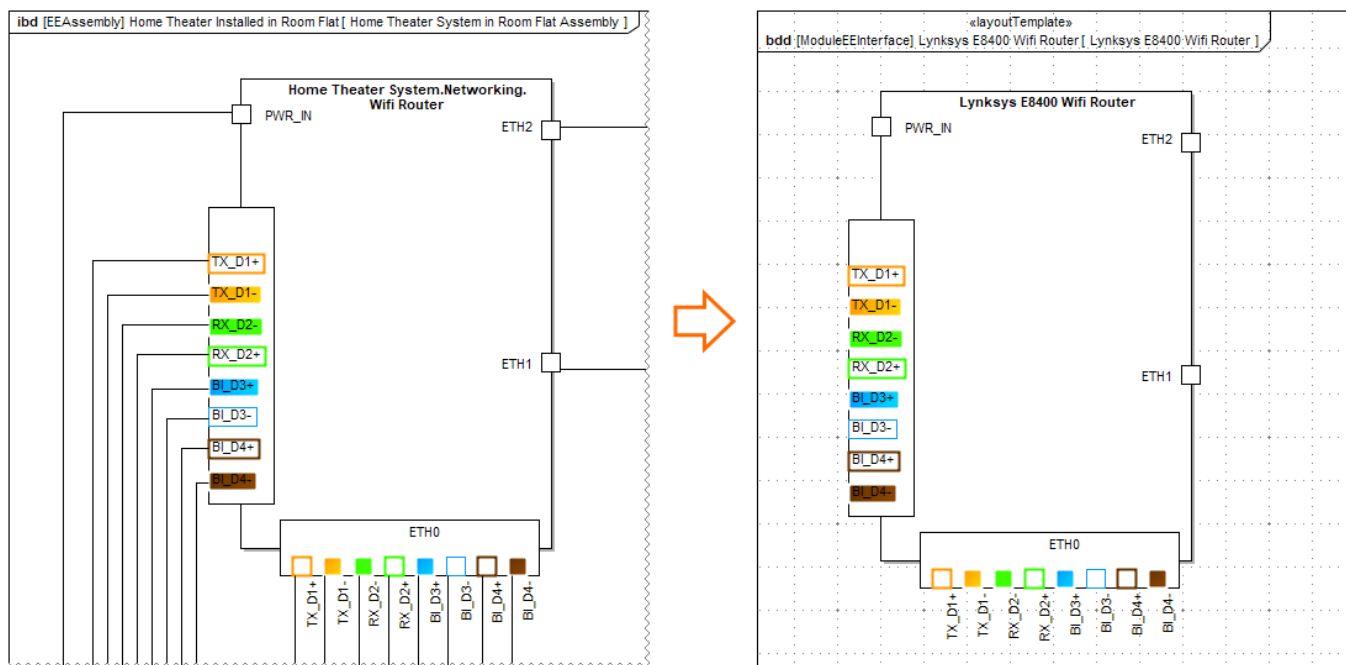 ibd [EEAssembly] Home Theater Installed in Room Flat [ Home Theater System in Room Flat Assembly ]
Home Theater System.Networking.
Wifi Router
PWR_IN
ETH2
TX_D1+
TX_D1-
RX_D2-
RX_D2+
ETH1
BI_D3+
BI_D3-
BI_D4+
BI_D4-
ETH0
TX_D1+
TX_D1-
RX_D2-
RX_D2+
BI_D3+
BI_D3-
BI_D4+
BI_D4-
«layoutTemplate»
bdd [ModuleEEInterface] Lynksys E8400 Wifi Router [ Lynksys E8400 Wifi Router ]
Lynksys E8400 Wifi Router
PWR_IN
ETH2
TX_D1+
TX_D1-
RX_D2-
RX_D2+
ETH1
BI_D3+
BI_D3-
BI_D4+
BI_D4-
ETH0
TX_D1+
TX_D1-
RX_D2-
RX_D2+
BI_D3+
BI_D3-
BI_D4+
BI_D4-